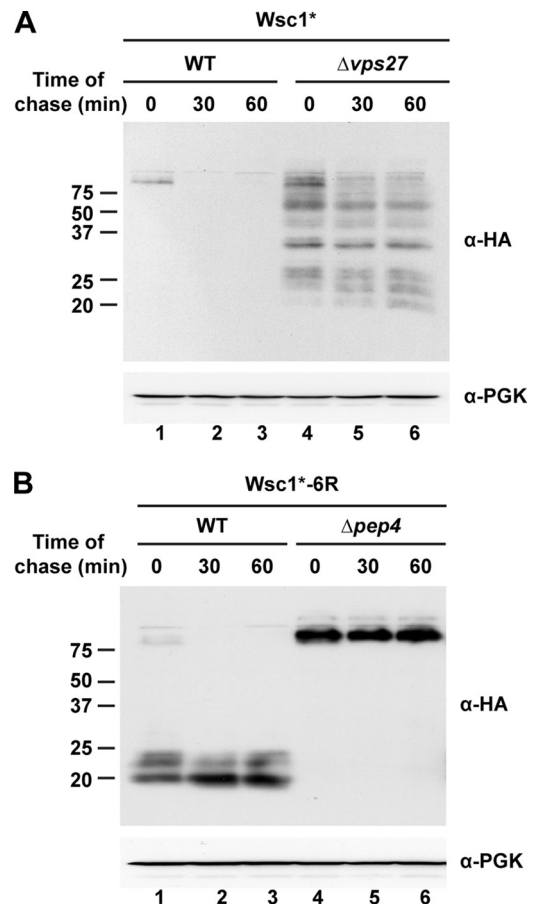 A
Wsc1*
WT ∆vps27
Time of
chase (min) 0 30 60 0 30 60
75
50
37
25
20
α-HA
α-PGK
1 2 3 4 5 6
B
Wsc1*-6R
WT ∆pep4
Time of
chase (min) 0 30 60 0 30 60
75
50
37
25
20
α-HA
α-PGK
1 2 3 4 5 6